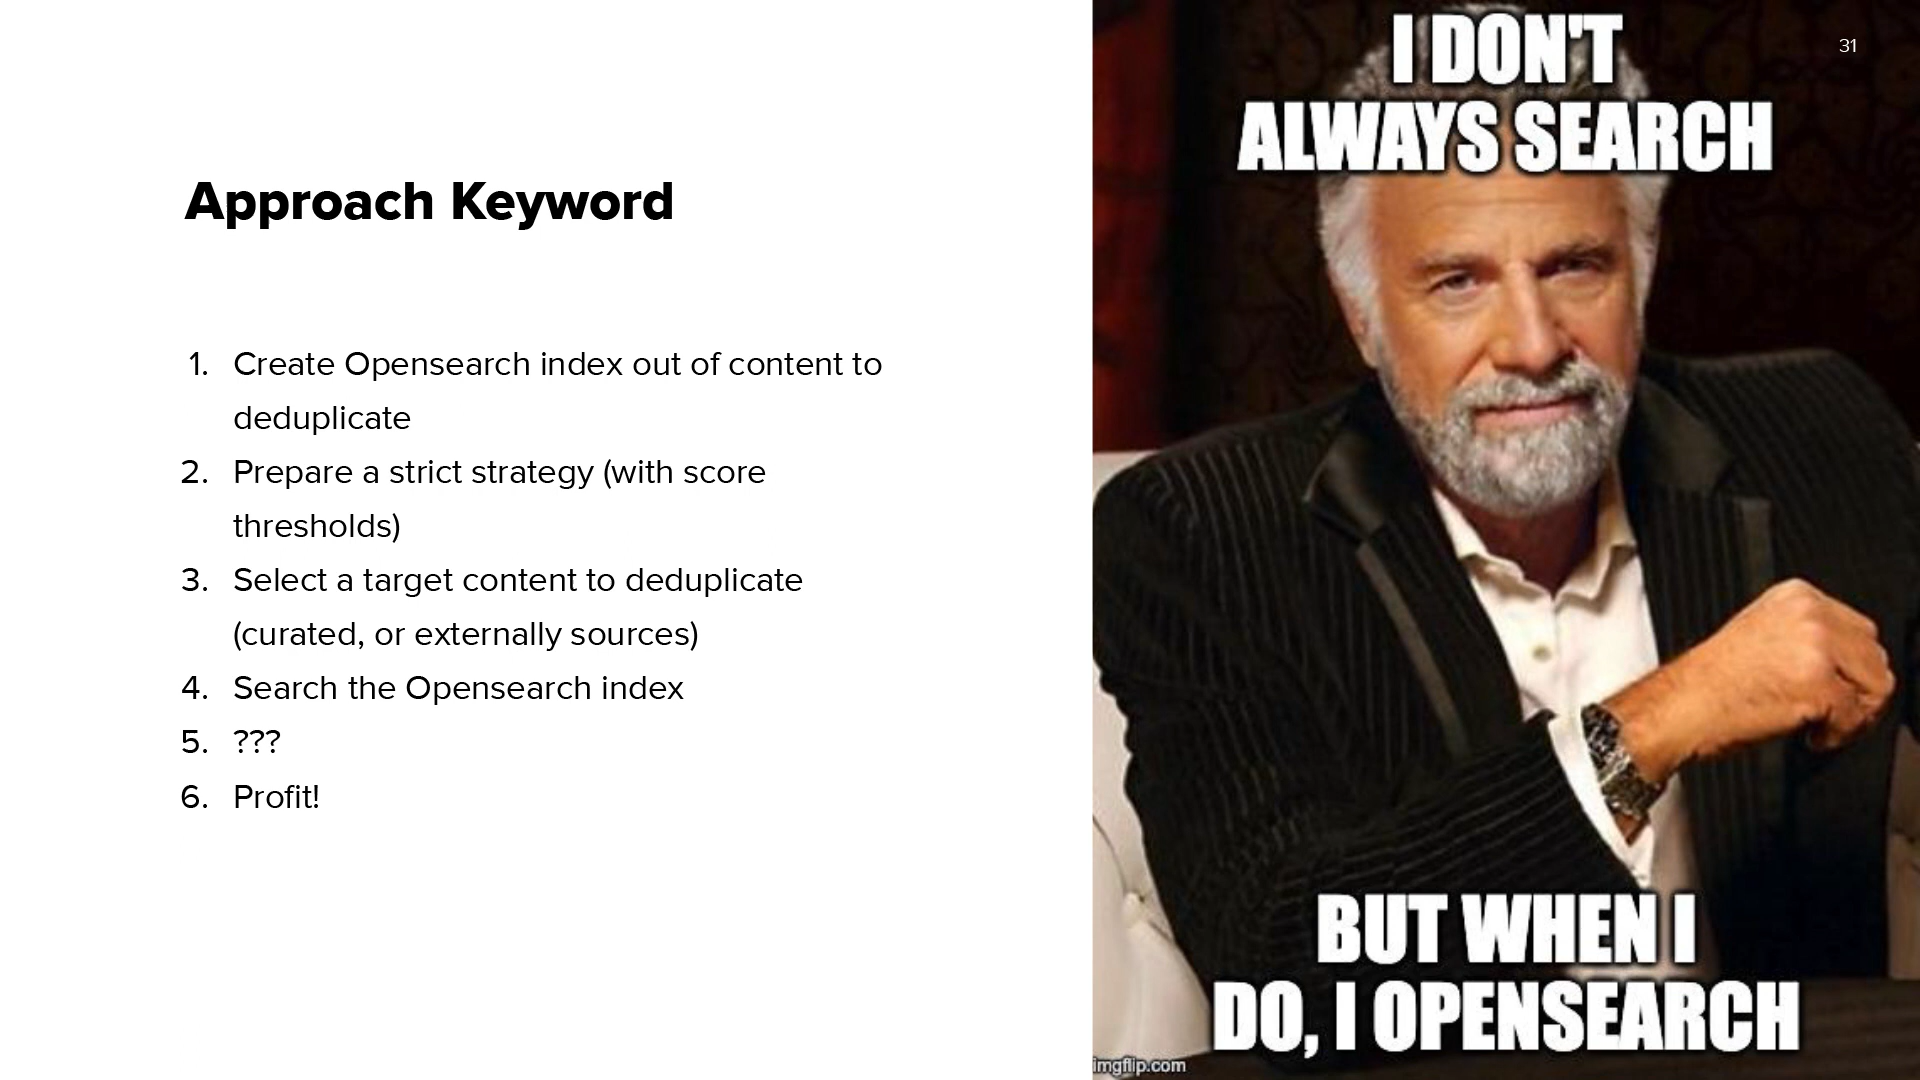 Approach Keyword
1. Create Opensearch index out of content to
deduplicate
2. Prepare a strict strategy (with score
thresholds)
3. Select a target content to deduplicate
(curated, or externally sources)
4. Search the Opensearch index
5. ???
6. Profit!
31
I DON'T
ALWAYS SEARCH
BUT WHEN I
DO, I OPENSEARCH
imgflip.com